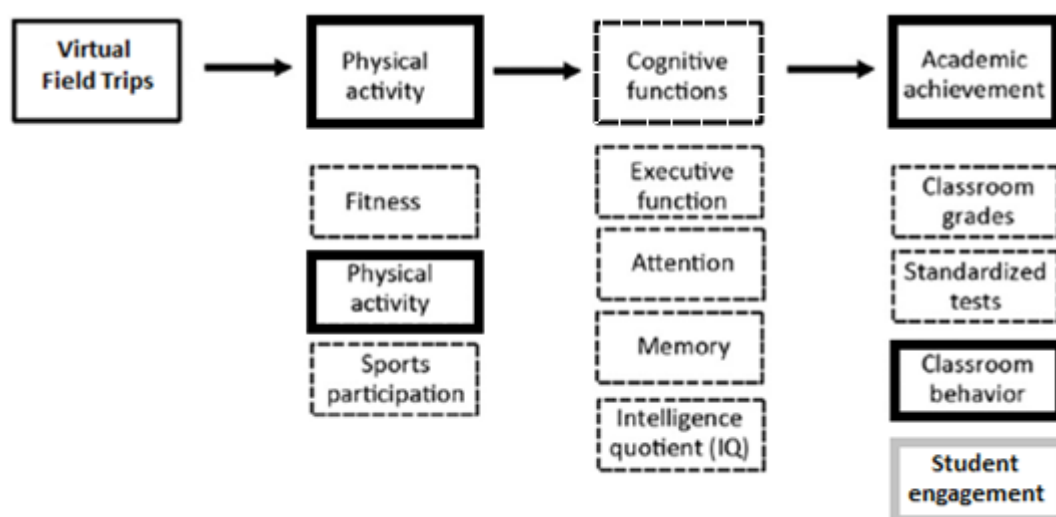 Virtual
Field Trips
Physical
activity
Cognitive
functions
Academic
achievement
Fitness
Physical
activity
Sports
participation
Executive
function
Attention
Memory
Intelligence
quotient (IQ)
Classroom
grades
Standardized
tests
Classroom
behavior
Student
engagement